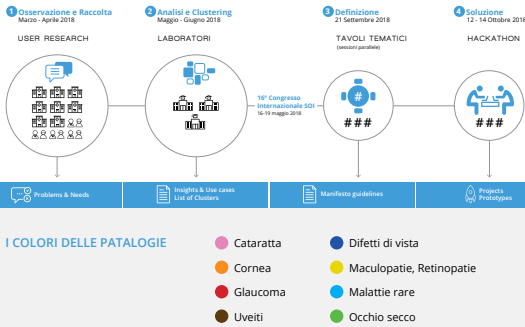 1 Osservazione e Raccolta
Marzo - Aprile 2018
USER RESEARCH
2 Analisi e Clustering
Maggio - Giugno 2018
LABORATORI
16° Congresso
Internazionale SOI
16-19 maggio 2018
3 Definizione
21 Settembre 2018
TAVOLI TEMATICI
(sessioni parallele)
#
###
4 Soluzione
12 - 14 Ottobre 2018
HACKATHON
###
Problems & Needs
Insights & Use cases
List of Clusters
Manifesto guidelines
Projects
Prototypes
I COLORI DELLE PATALOGIE
Cataratta
Cornea
Glaucoma
Uveiti
Difetti di vista
Maculopatie, Retinopatie
Malattie rare
Occhio secco